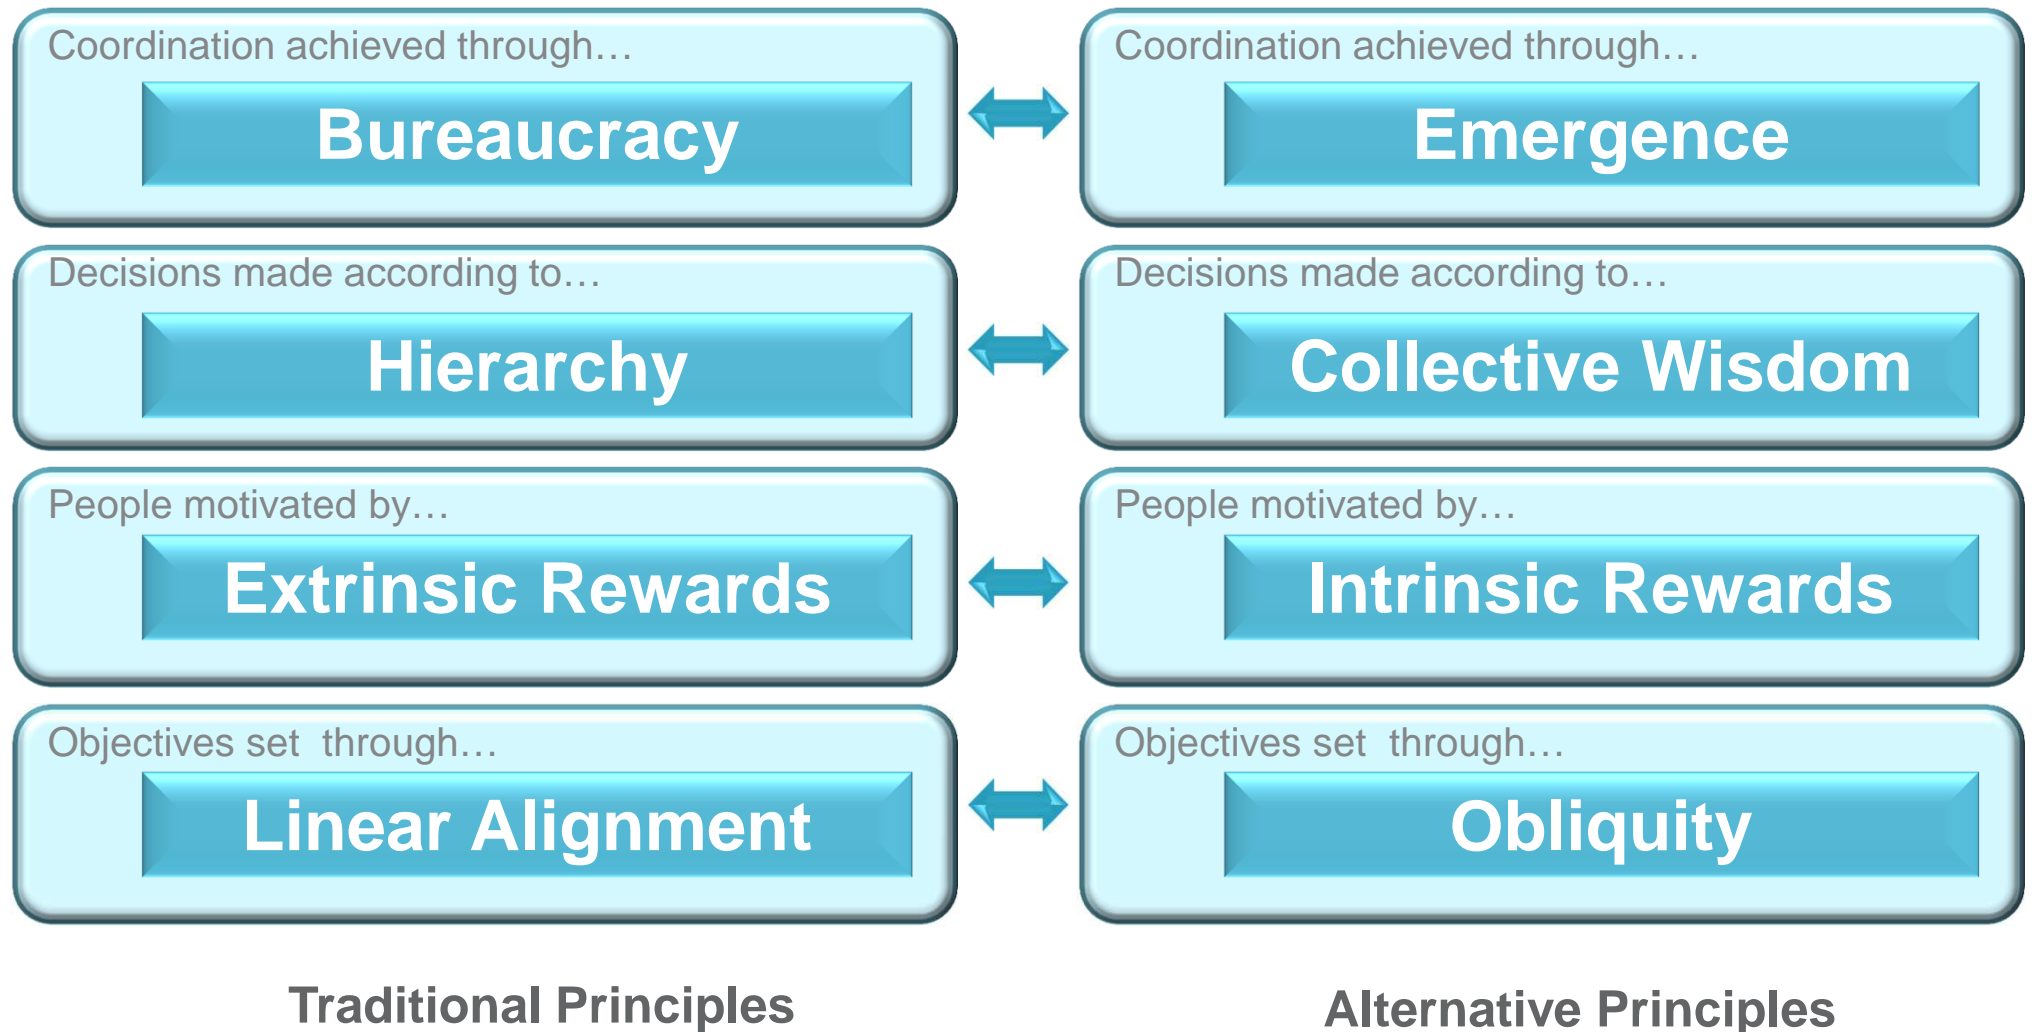 Coordination achieved through…
Bureaucracy
Coordination achieved through…
Emergence
Decisions made according to…
Hierarchy
Decisions made according to…
Collective Wisdom
People motivated by…
Extrinsic Rewards
People motivated by…
Intrinsic Rewards
Objectives set  through…
Linear Alignment
Objectives set  through…
Obliquity
Traditional Principles
Alternative Principles